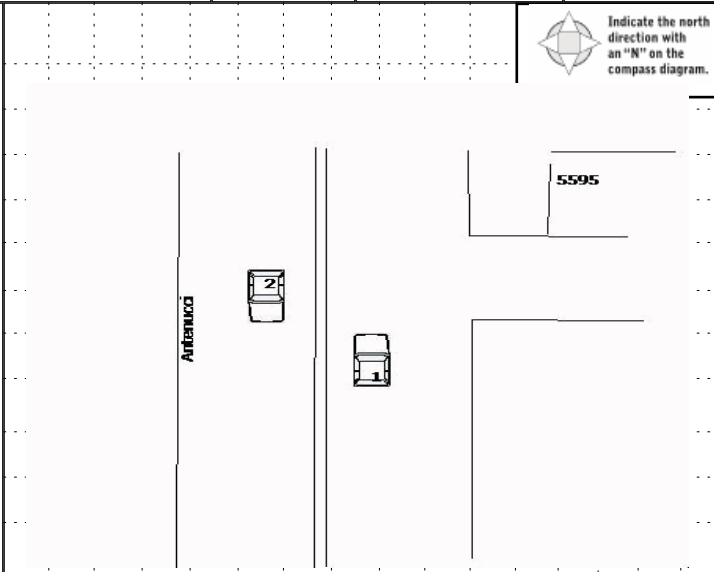 Indicate the north
direction with
an “N” on the
compass diagram.
5595
2
Antenucci
1